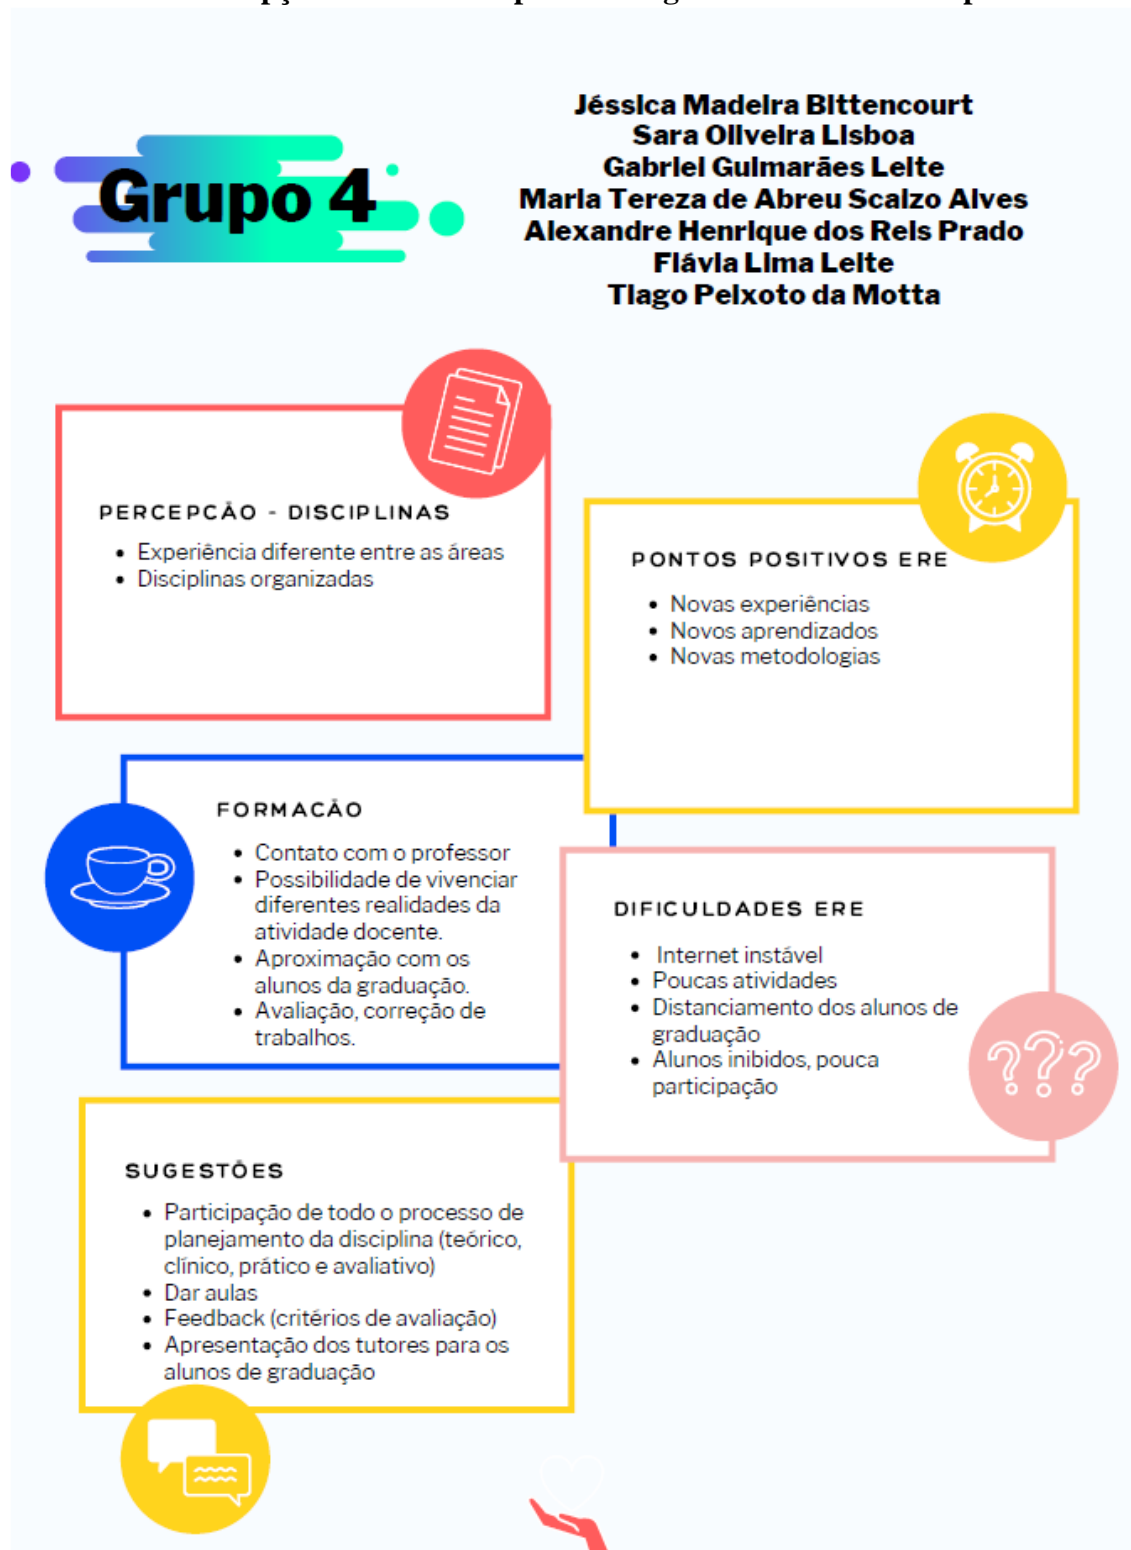 Grupo 4
Jéssica Madeira Bittencourt
Sara Oliveira Lisboa
Gabriel Guimarães Leite
Maria Tereza de Abreu Scalzo Alves
Alexandre Henrique dos Reis Prado
Flávia Lima Leite
Tiago Peixoto da Motta
PERCEPCÃO - DISCIPLINAS
• Experiência diferente entre as áreas
• Disciplinas organizadas
PONTOS POSITIVOS ERE
• Novas experiências
• Novos aprendizados
• Novas metodologias
FORMACÃO
• Contato com o professor
• Possibilidade de vivenciar
diferentes realidades da
atividade docente.
• Aproximação com os
alunos da graduação.
• Avaliação, correção de
trabalhos.
DIFICULDADES ERE
• Internet instável
• Poucas atividades
• Distanciamento dos alunos de
graduação
• Alunos inibidos, pouca
participação
???
SUGESTÕES
• Participação de todo o processo de
planejamento da disciplina (teórico,
clínico, prático e avaliativo)
• Dar aulas
• Feedback (critérios de avaliação)
• Apresentação dos tutores para os
alunos de graduação